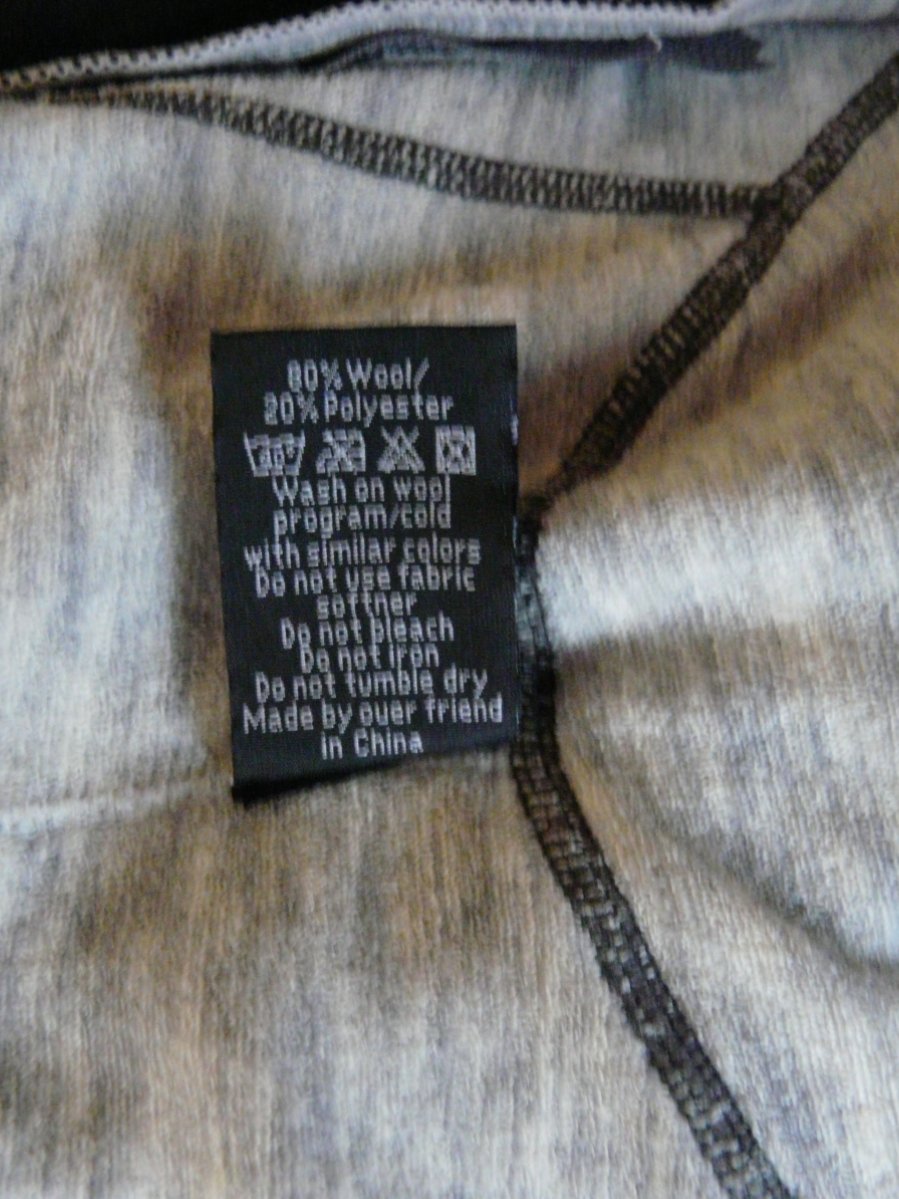 80% Wool/
20% Polyester
Wash on wool
program/cold
with similar colors
Do not use fabric
softner
Do not bleach
Do not iron
Do not tumble dry
Made by ouer friend
in China